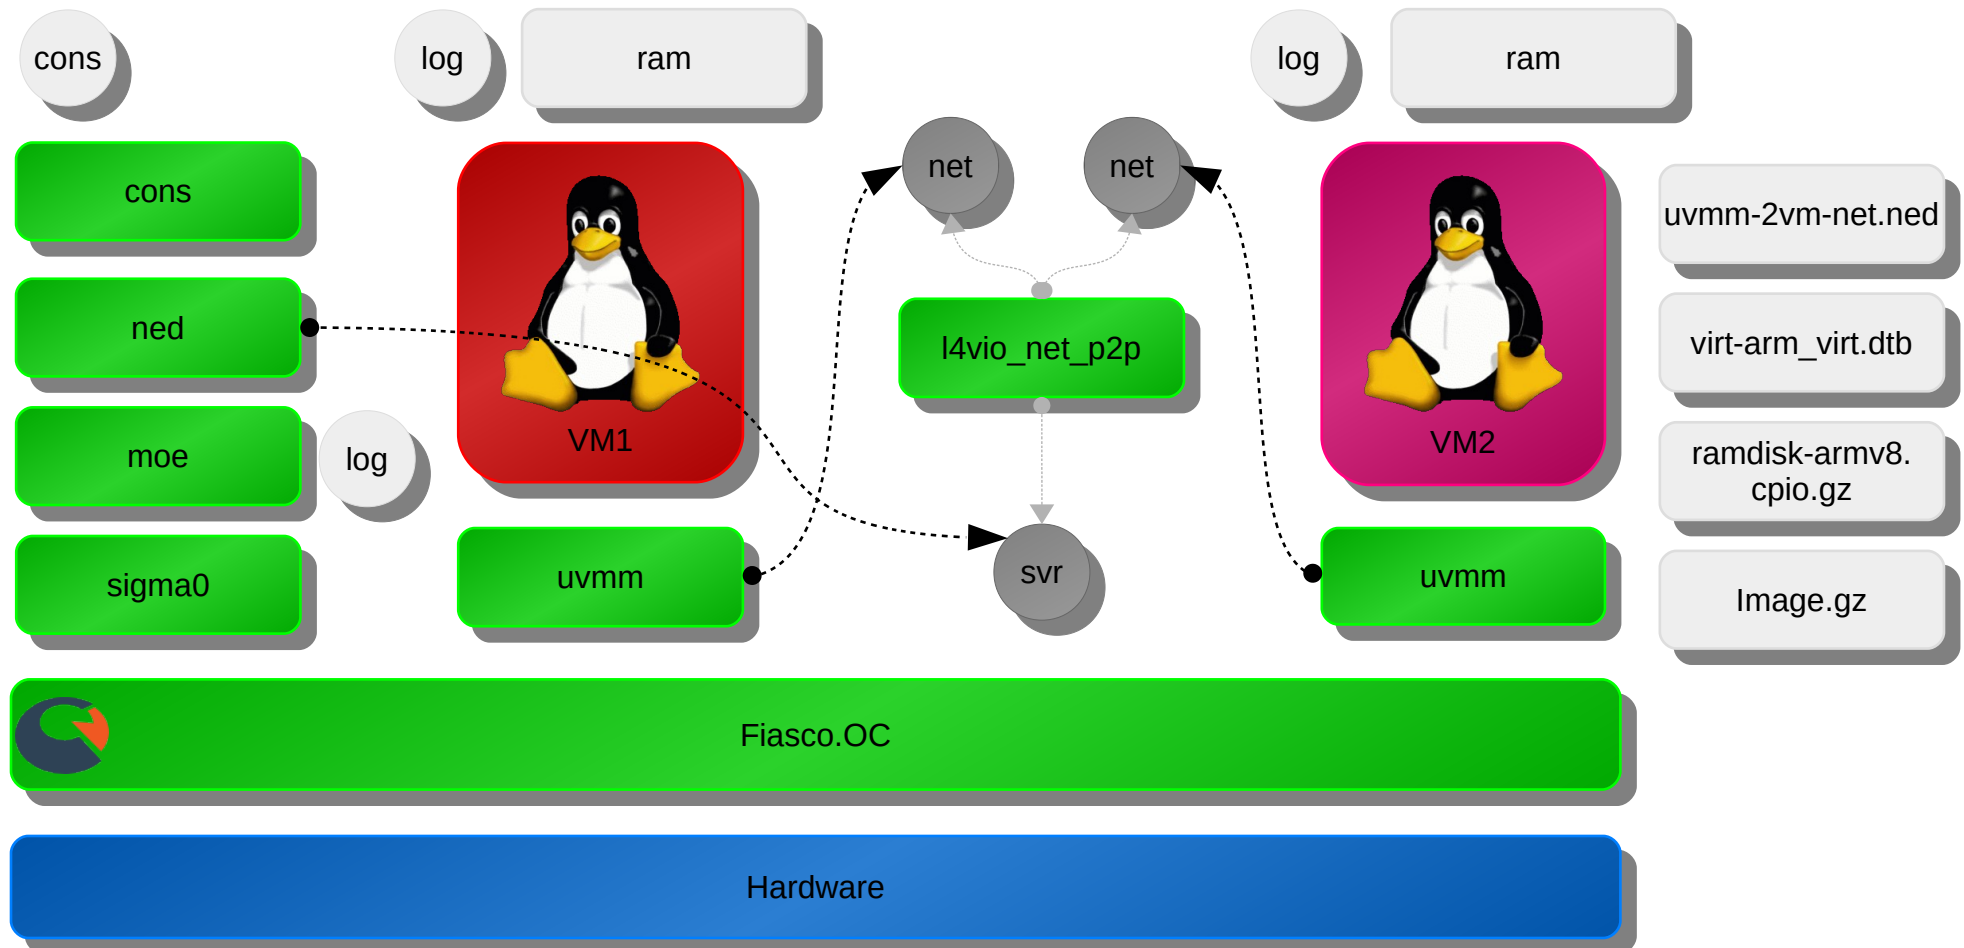 cons
log
ram
log
ram
cons
net
net
uvmm-2vm-net.ned
ned
l4vio_net_p2p
virt-arm_virt.dtb
moe
log
VM1
VM2
ramdisk-armv8.
cpio.gz
sigma0
uvmm
svr
uvmm
Image.gz
Fiasco.OC
Hardware